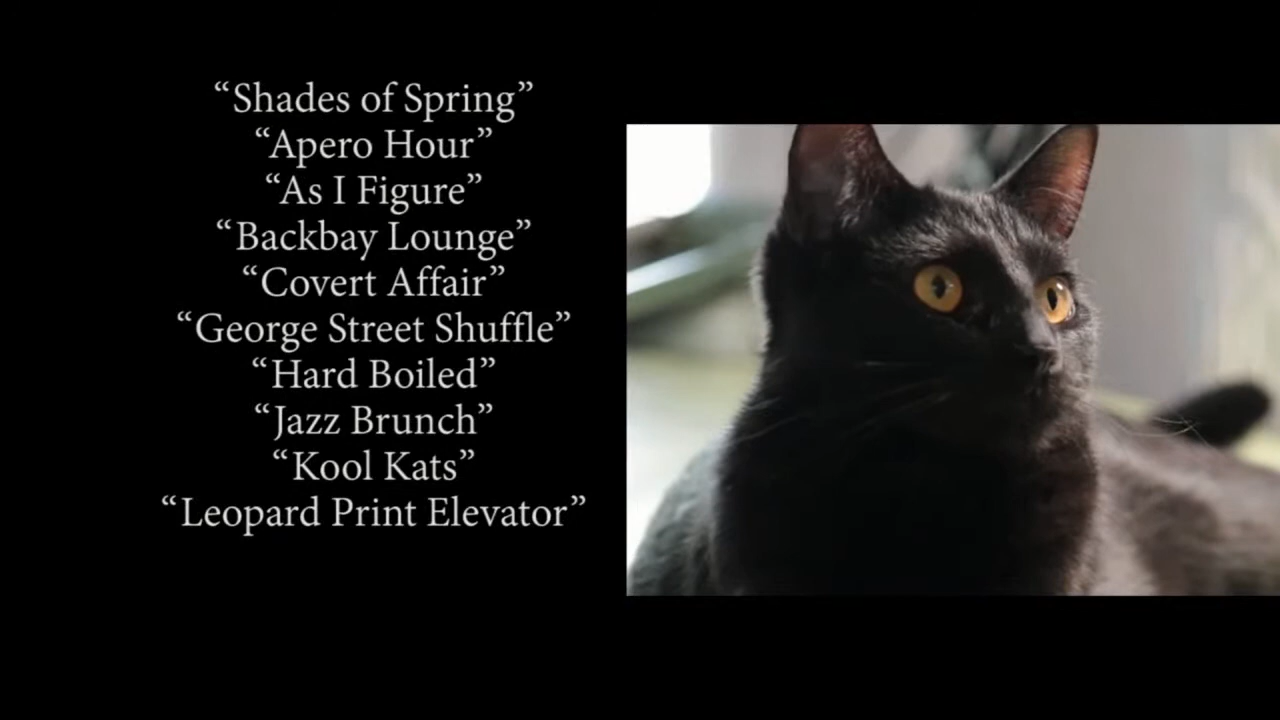 “Shades of Spring”
“Apero Hour”
“As I Figure”
“Backbay Lounge”
“Covert Affair”
“George Street Shuffle”
“Hard Boiled”
“Jazz Brunch”
“Kool Kats”
“Leopard Print Elevator”